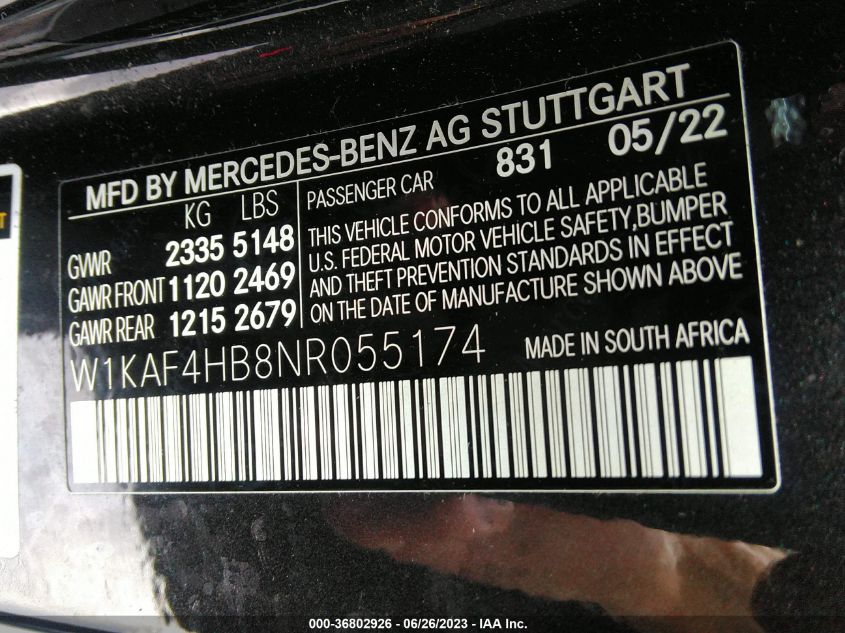 MFD BY MERCEDES-BENZ AG STUTTGART
KG LBS
GVWR 2335 5148
GAWR FRONT 1120 2469
GAWR REAR 1215 2679
PASSENGER CAR 831 05/22
THIS VEHICLE CONFORMS TO ALL APPLICABLE
U.S. FEDERAL MOTOR VEHICLE SAFETY,BUMPER
AND THEFT PREVENTION STANDARDS IN EFFECT
ON THE DATE OF MANUFACTURE SHOWN ABOVE
W1KAF4HB8NR055174
MADE IN SOUTH AFRICA
000-36802926 - 06/26/2023 - IAA Inc.